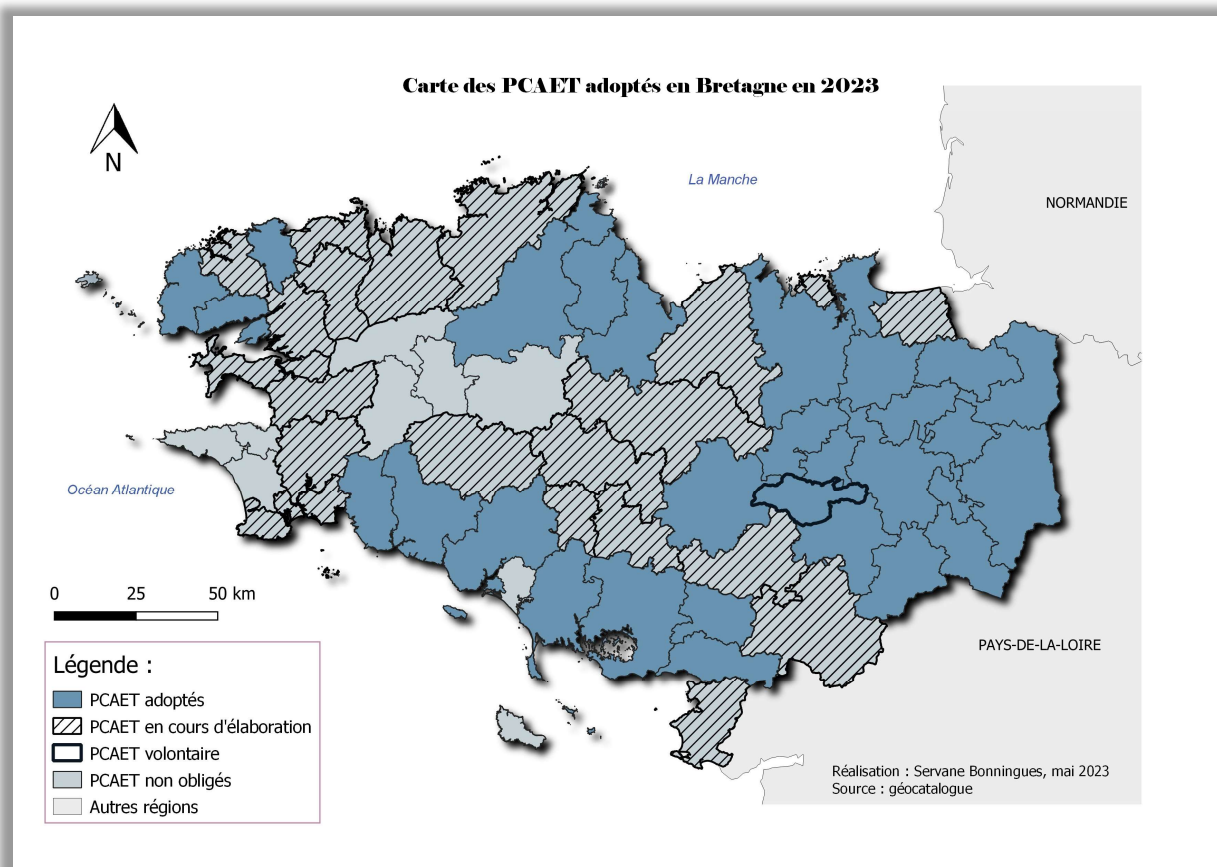 Carte des PCAET adoptés en Bretagne en 2023
N
La Manche
NORMANDIE
Océan Atlantique
0 25 50 km
PAYS-DE-LA-LOIRE
Légende :
PCAET adoptés
PCAET en cours d'élaboration
PCAET volontaire
PCAET non obligés
Autres régions
Réalisation : Servane Bonningues, mai 2023
Source : géocatalogue